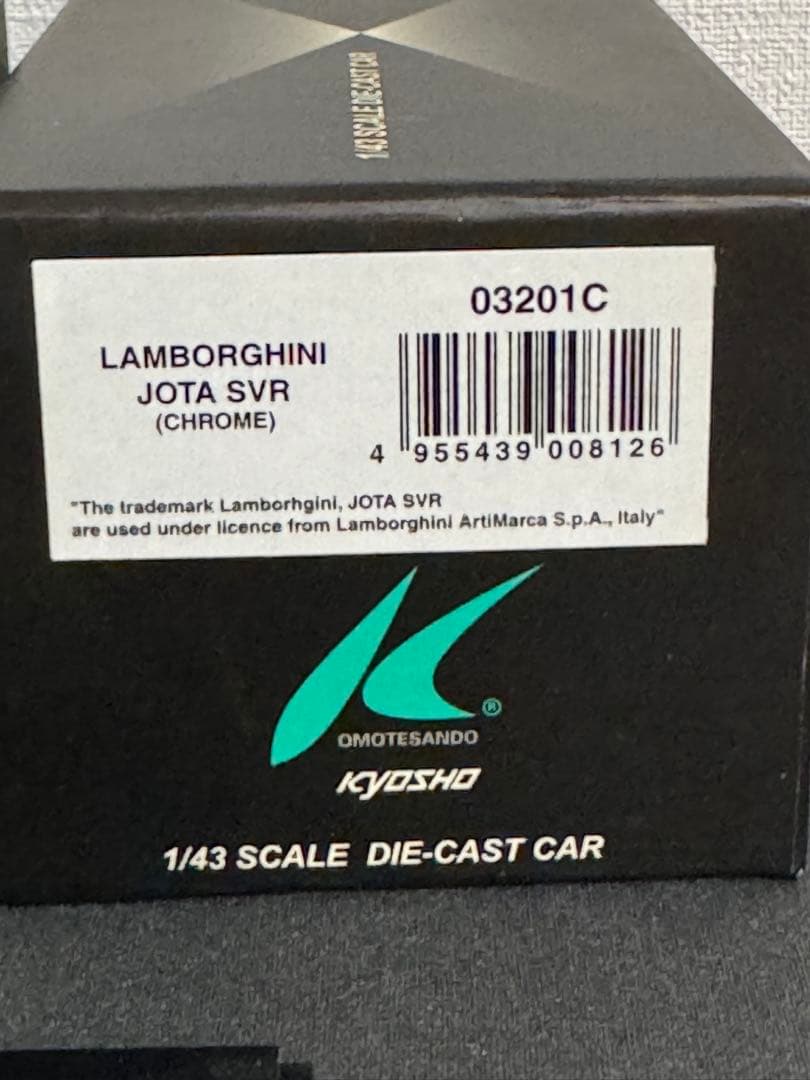 1/43 SCALE DIE-CAST CAR
03201C
LAMBORGHINI
JOTA SVR
(CHROME)
4 955439 008126
"The trademark Lamborhgini, JOTA SVR
are used under licence from Lamborghini ArtiMarca S.p.A., Italy"
®
OMOTESANDO
KYOSHO
1/43 SCALE DIE-CAST CAR